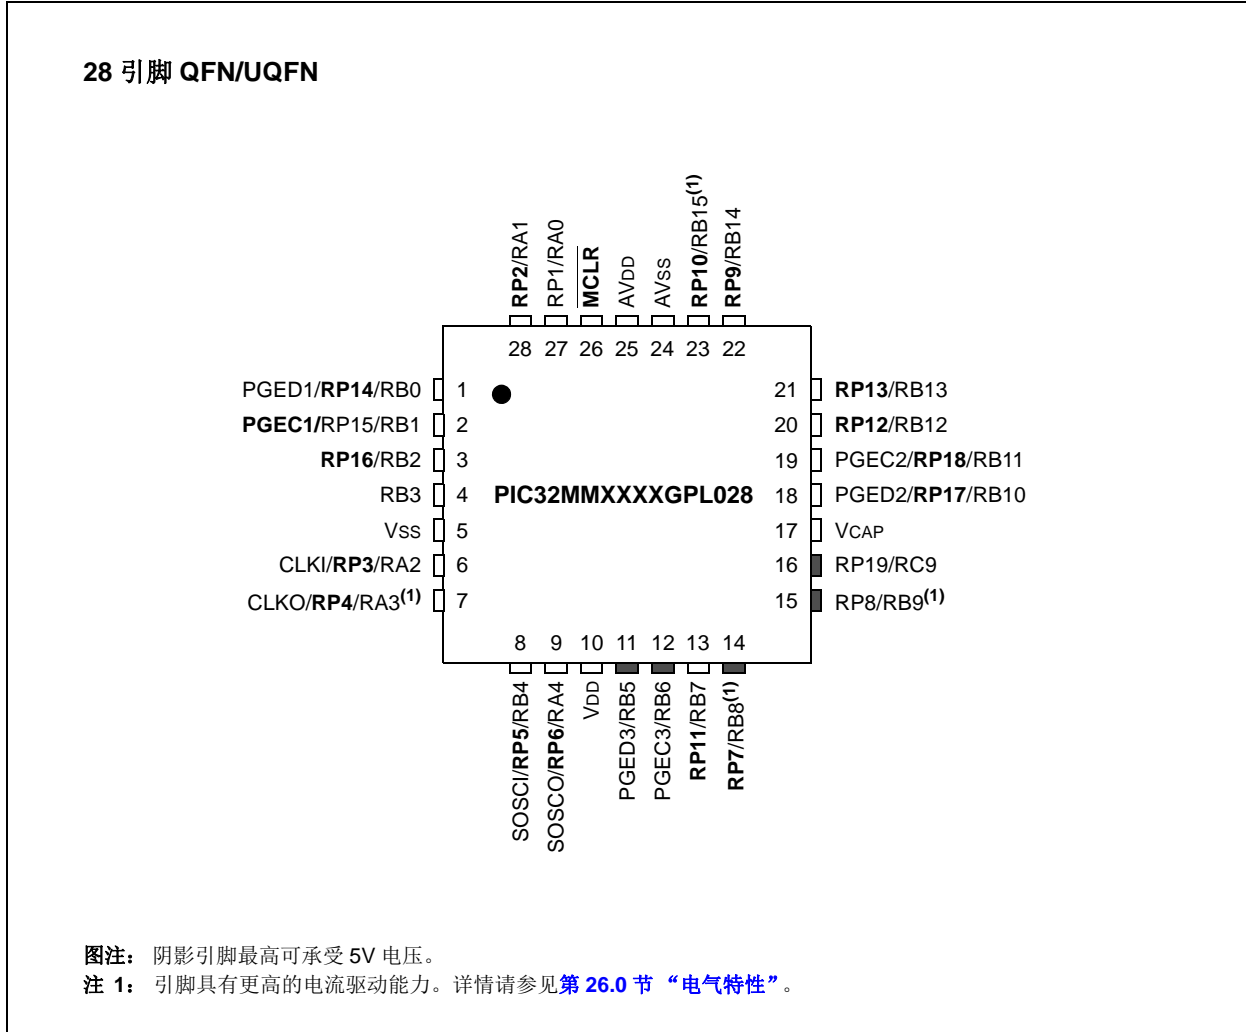 28 引脚 QFN/UQFN
RP2/RA1
RP1/RA0
MCLR
AVDD
AVSS
RP10/RB15(1)
RP9/RB14
28 27 26 25 24 23 22
PGED1/RP14/RB0 1
PGEC1/RP15/RB1 2
RP16/RB2 3
RB3 4
VSS 5
CLKI/RP3/RA2 6
CLKO/RP4/RA3(1) 7
PIC32MMXXXXGPL028
21 RP13/RB13
20 RP12/RB12
19 PGEC2/RP18/RB11
18 PGED2/RP17/RB10
17 VCAP
16 RP19/RC9
15 RP8/RB9(1)
8 9 10 11 12 13 14
SOSCI/RP5/RB4
SOSCO/RP6/RA4
VDD
PGED3/RB5
PGEC3/RB6
RP11/RB7
RP7/RB8(1)
图注： 阴影引脚最高可承受 5V 电压。
注 1： 引脚具有更高的电流驱动能力。详情请参见第 26.0 节 “电气特性”。